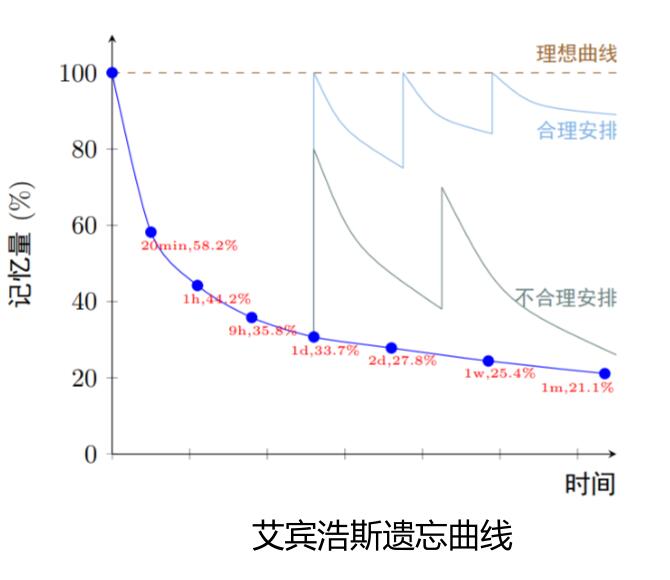 理想曲线
100
合理安排
80
60
20min,58.2%
记忆量 (%)
不合理安排
1h,44.2%
40
9h,35.8%
1d,33.7%
2d,27.8%
1w,25.4%
20
1m,21.1%
0
时间
艾宾浩斯遗忘曲线